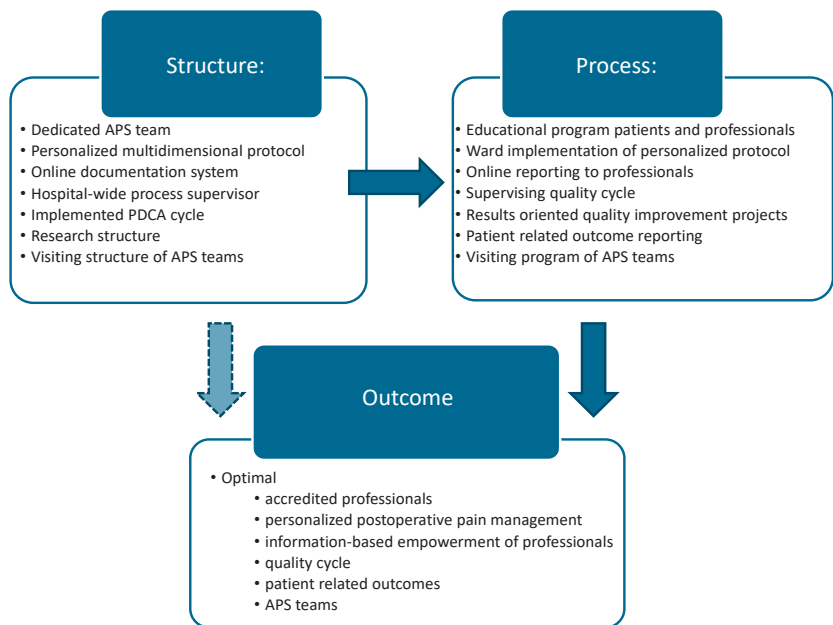 Structure:
• Dedicated APS team
• Personalized multidimensional protocol
• Online documentation system
• Hospital-wide process supervisor
• Implemented PDCA cycle
• Research structure
• Visiting structure of APS teams
Process:
• Educational program patients and professionals
• Ward implementation of personalized protocol
• Online reporting to professionals
• Supervising quality cycle
• Results oriented quality improvement projects
• Patient related outcome reporting
• Visiting program of APS teams
Outcome
• Optimal
• accredited professionals
• personalized postoperative pain management
• information-based empowerment of professionals
• quality cycle
• patient related outcomes
• APS teams